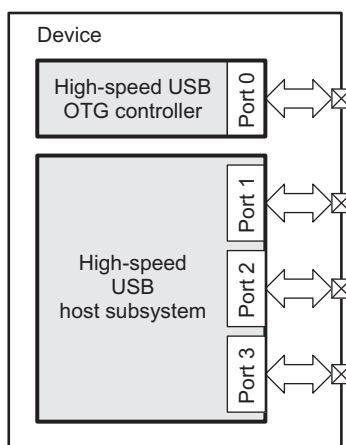 Device
High-speed USB
OTG controller
Port 0
Port 1
Port 2
Port 3
High-speed
USB
host subsystem